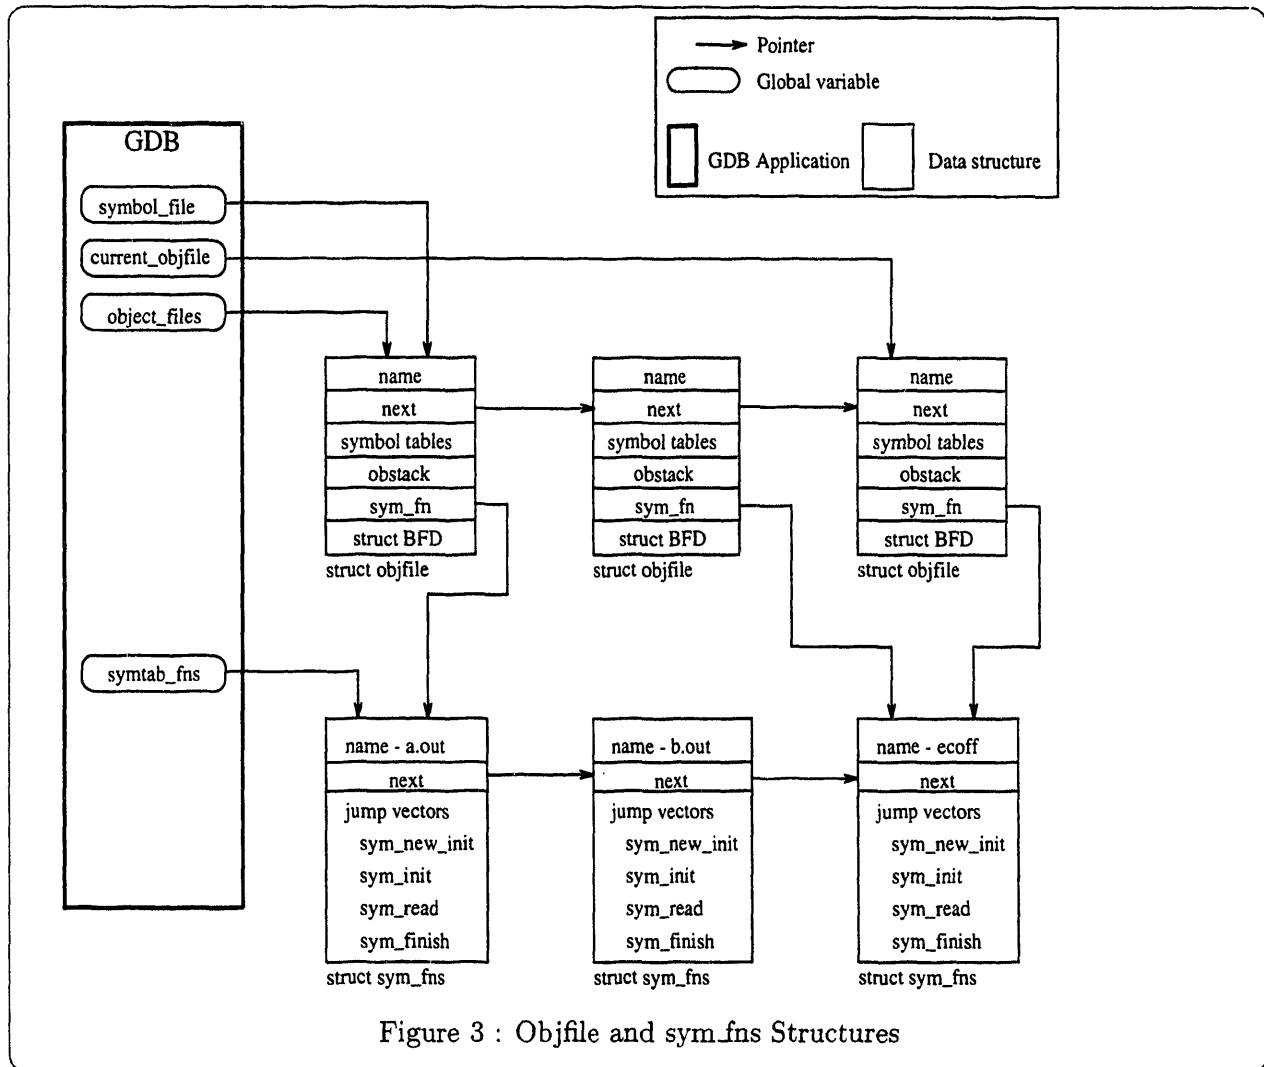 Pointer
Global variable
GDB Application
Data structure
GDB
symbol_file
current_objfile
object_files
symtab_fns
name
next
symbol tables
obstack
sym_fn
struct BFD
struct objfile
name
next
symbol tables
obstack
sym_fn
struct BFD
struct objfile
name
next
symbol tables
obstack
sym_fn
struct BFD
struct objfile
name - a.out
next
jump vectors
sym_new_init
sym_init
sym_read
sym_finish
struct sym_fns
name - b.out
next
jump vectors
sym_new_init
sym_init
sym_read
sym_finish
struct sym_fns
name - ecoff
next
jump vectors
sym_new_init
sym_init
sym_read
sym_finish
struct sym_fns
Figure 3 : Objfile and sym_fns Structures